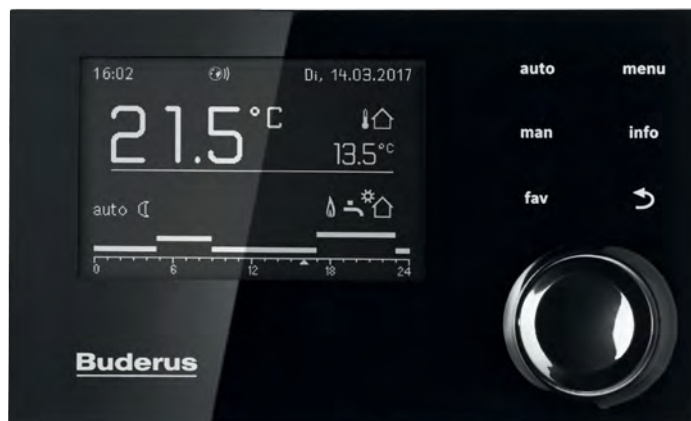 16:02 Di, 14.03.2017
21.5°C
13.5°C
auto
0 6 12 18 24
auto menu
man info
fav
Buderus